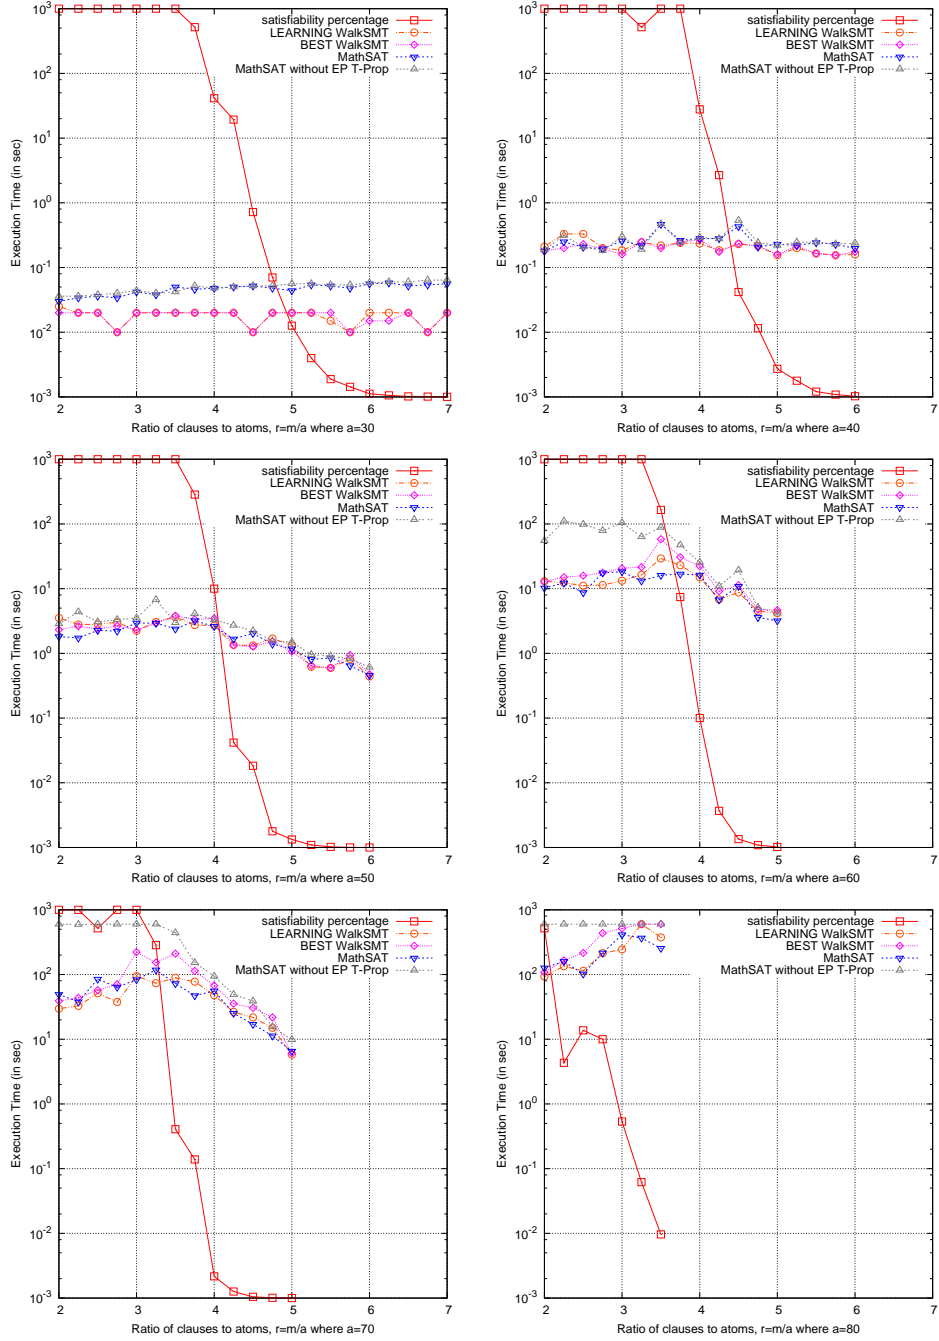 satisfiability percentage
LEARNING WalkSMT
BEST WalkSMT
MathSAT
MathSAT without EP T-Prop
Execution Time (in sec)
10^3
10^2
10^1
10^0
10^-1
10^-2
10^-3
2 3 4 5 6 7
Ratio of clauses to atoms, r=m/a where a=30
satisfiability percentage
LEARNING WalkSMT
BEST WalkSMT
MathSAT
MathSAT without EP T-Prop
Execution Time (in sec)
10^3
10^2
10^1
10^0
10^-1
10^-2
10^-3
2 3 4 5 6 7
Ratio of clauses to atoms, r=m/a where a=40
satisfiability percentage
LEARNING WalkSMT
BEST WalkSMT
MathSAT
MathSAT without EP T-Prop
Execution Time (in sec)
10^3
10^2
10^1
10^0
10^-1
10^-2
10^-3
2 3 4 5 6 7
Ratio of clauses to atoms, r=m/a where a=50
satisfiability percentage
LEARNING WalkSMT
BEST WalkSMT
MathSAT
MathSAT without EP T-Prop
Execution Time (in sec)
10^3
10^2
10^1
10^0
10^-1
10^-2
10^-3
2 3 4 5 6 7
Ratio of clauses to atoms, r=m/a where a=60
satisfiability percentage
LEARNING WalkSMT
BEST WalkSMT
MathSAT
MathSAT without EP T-Prop
Execution Time (in sec)
10^3
10^2
10^1
10^0
10^-1
10^-2
10^-3
2 3 4 5 6 7
Ratio of clauses to atoms, r=m/a where a=70
satisfiability percentage
LEARNING WalkSMT
BEST WalkSMT
MathSAT
MathSAT without EP T-Prop
Execution Time (in sec)
10^3
10^2
10^1
10^0
10^-1
10^-2
10^-3
2 3 4 5 6 7
Ratio of clauses to atoms, r=m/a where a=80